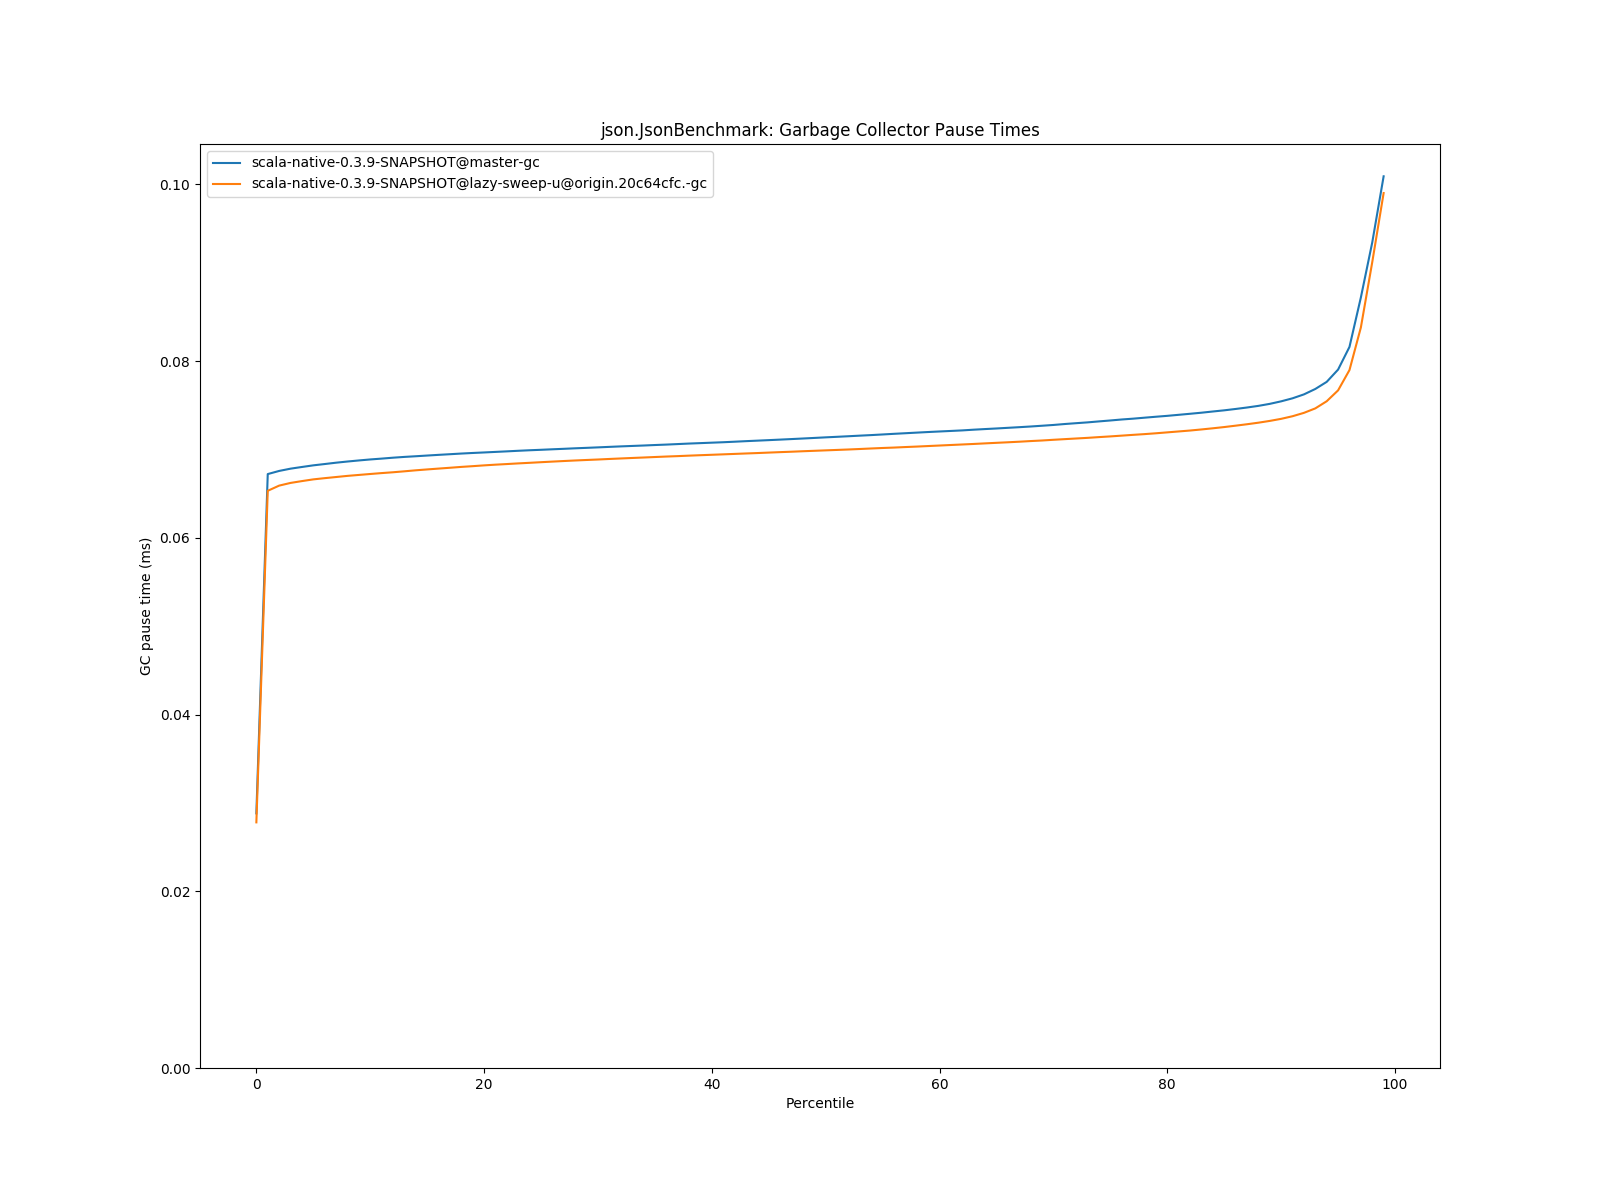 json.JsonBenchmark: Garbage Collector Pause Times
scala-native-0.3.9-SNAPSHOT@master-gc
scala-native-0.3.9-SNAPSHOT@lazy-sweep-u@origin.20c64cfc.-gc
0.10
0.08
0.06
0.04
0.02
0.00
GC pause time (ms)
0 20 40 60 80 100
Percentile